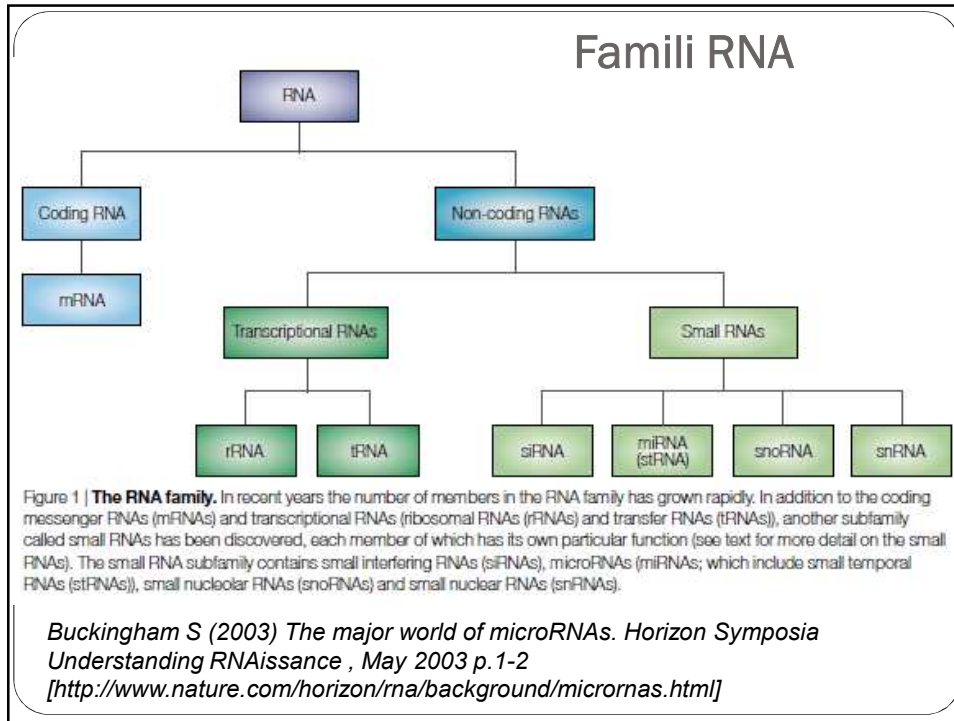 Famili RNA
RNA
Coding RNA
Non-coding RNAs
mRNA
Transcriptional RNAs
Small RNAs
rRNA
tRNA
siRNA
miRNA
(stRNA)
snoRNA
snRNA
Figure 1 | The RNA family. In recent years the number of members in the RNA family has grown rapidly. In addition to the coding
messenger RNAs (mRNAs) and transcriptional RNAs (ribosomal RNAs (rRNAs) and transfer RNAs (tRNAs)), another subfamily
called small RNAs has been discovered, each member of which has its own particular function (see text for more detail on the small
RNAs). The small RNA subfamily contains small interfering RNAs (siRNAs), microRNAs (miRNAs; which include small temporal
RNAs (stRNAs)), small nucleolar RNAs (snoRNAs) and small nuclear RNAs (snRNAs).
Buckingham S (2003) The major world of microRNAs. Horizon Symposia
Understanding RNAissance , May 2003 p.1-2
[http://www.nature.com/horizon/rna/background/micrornas.html]